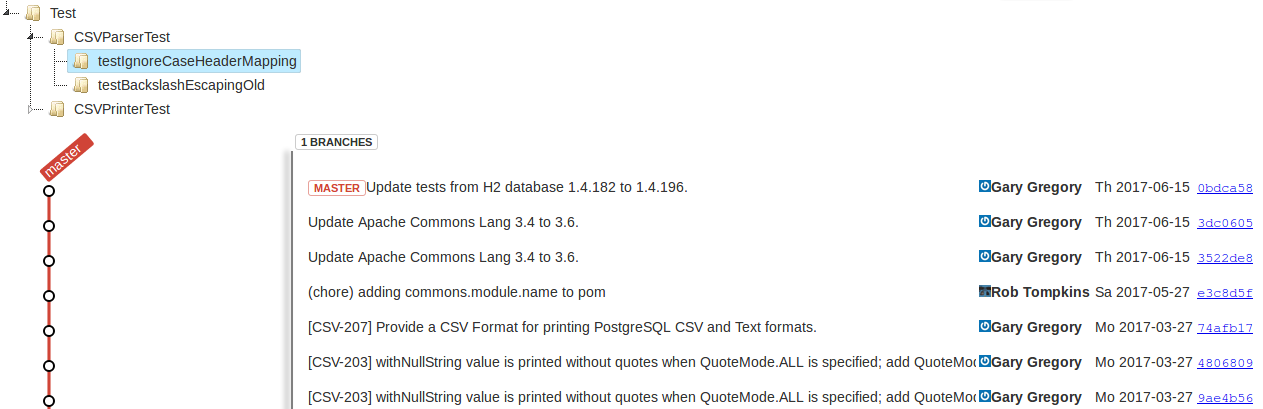 Test
CSVParserTest
testIgnoreCaseHeaderMapping
testBackslashEscapingOld
CSVPrinterTest
master
1 BRANCHES
MASTER Update tests from H2 database 1.4.182 to 1.4.196. Gary Gregory Th 2017-06-15 0bdca58
Update Apache Commons Lang 3.4 to 3.6. Gary Gregory Th 2017-06-15 3dc0605
Update Apache Commons Lang 3.4 to 3.6. Gary Gregory Th 2017-06-15 3522de8
(chore) adding commons.module.name to pom Rob Tompkins Sa 2017-05-27 e3c8d5f
[CSV-207] Provide a CSV Format for printing PostgreSQL CSV and Text formats. Gary Gregory Mo 2017-03-27 74afb17
[CSV-203] withNullString value is printed without quotes when QuoteMode.ALL is specified; add QuoteMod Gary Gregory Mo 2017-03-27 4806809
[CSV-203] withNullString value is printed without quotes when QuoteMode.ALL is specified; add QuoteMod Gary Gregory Mo 2017-03-27 9ae4b56